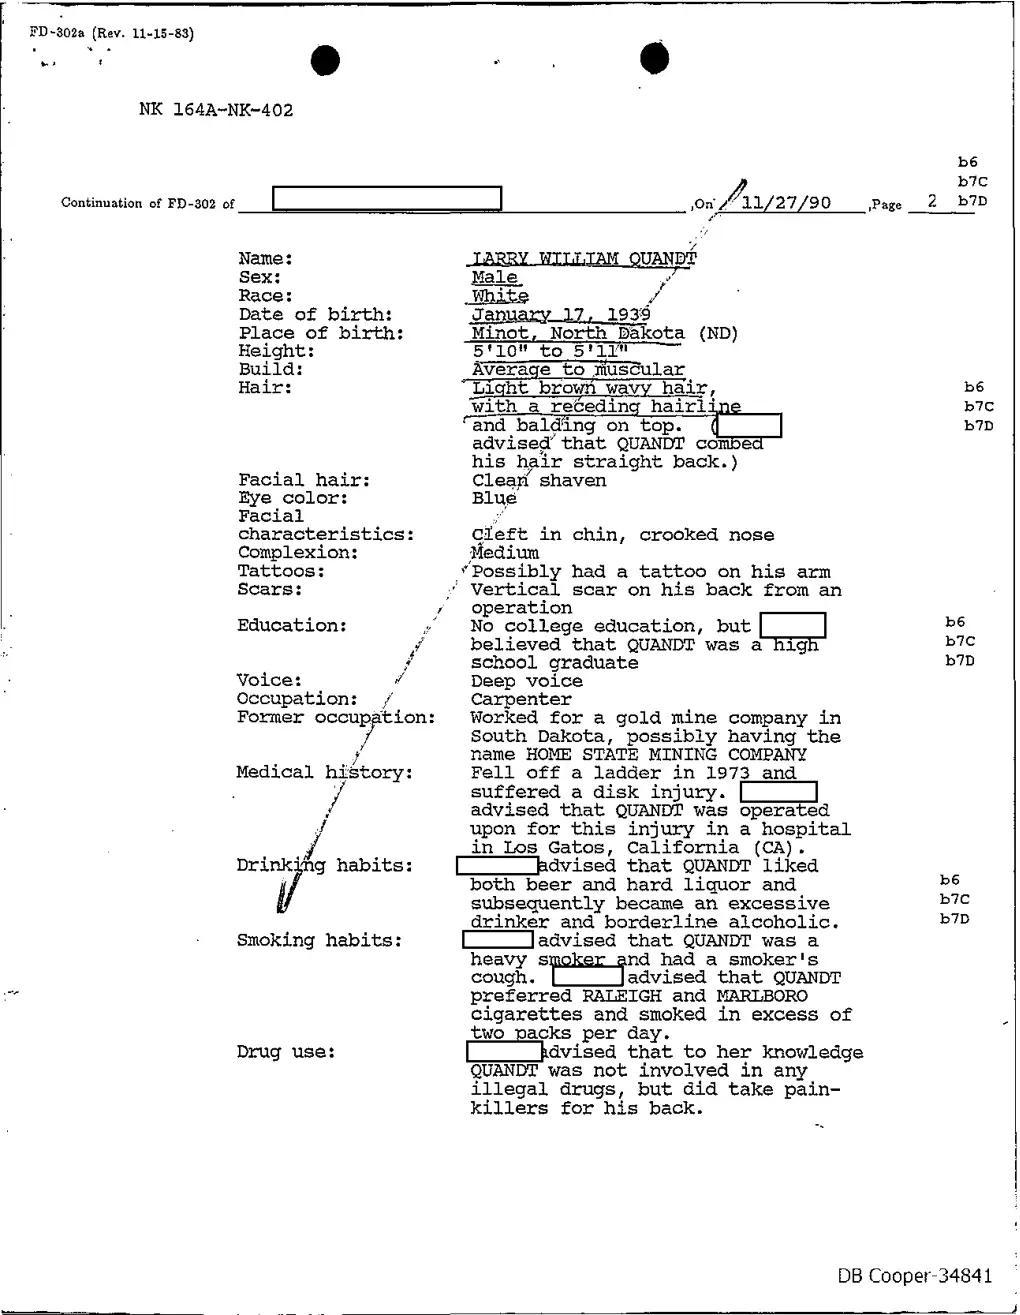 FD-302a (Rev. 11-15-83)
NK 164A-NK-402
b6
b7C
Continuation of FD-302 of ,On 11/27/90 ,Page 2 b7D
Name: LARRY WILLIAM QUANDT
Sex: Male
Race: White
Date of birth: January 17, 1939
Place of birth: Minot, North Dakota (ND)
Height: 5'10" to 5'11"
Build: Average to muscular
Hair: Light brown wavy hair, b6
with a receding hairline b7C
and balding on top. ( b7D
advised that QUANDT combed
his hair straight back.)
Facial hair: Clean shaven
Eye color: Blue
Facial
characteristics: Cleft in chin, crooked nose
Complexion: Medium
Tattoos: Possibly had a tattoo on his arm
Scars: Vertical scar on his back from an
operation
Education: No college education, but b6
believed that QUANDT was a high b7C
school graduate b7D
Voice: Deep voice
Occupation: Carpenter
Former occupation: Worked for a gold mine company in
South Dakota, possibly having the
name HOME STATE MINING COMPANY
Medical history: Fell off a ladder in 1973 and
suffered a disk injury.
advised that QUANDT was operated
upon for this injury in a hospital
in Los Gatos, California (CA).
Drinking habits: advised that QUANDT liked
both beer and hard liquor and b6
subsequently became an excessive b7C
drinker and borderline alcoholic. b7D
Smoking habits: advised that QUANDT was a
heavy smoker and had a smoker's
cough. advised that QUANDT
preferred RALEIGH and MARLBORO
cigarettes and smoked in excess of
two packs per day.
Drug use: advised that to her knowledge
QUANDT was not involved in any
illegal drugs, but did take pain-
killers for his back.
DB Cooper-34841